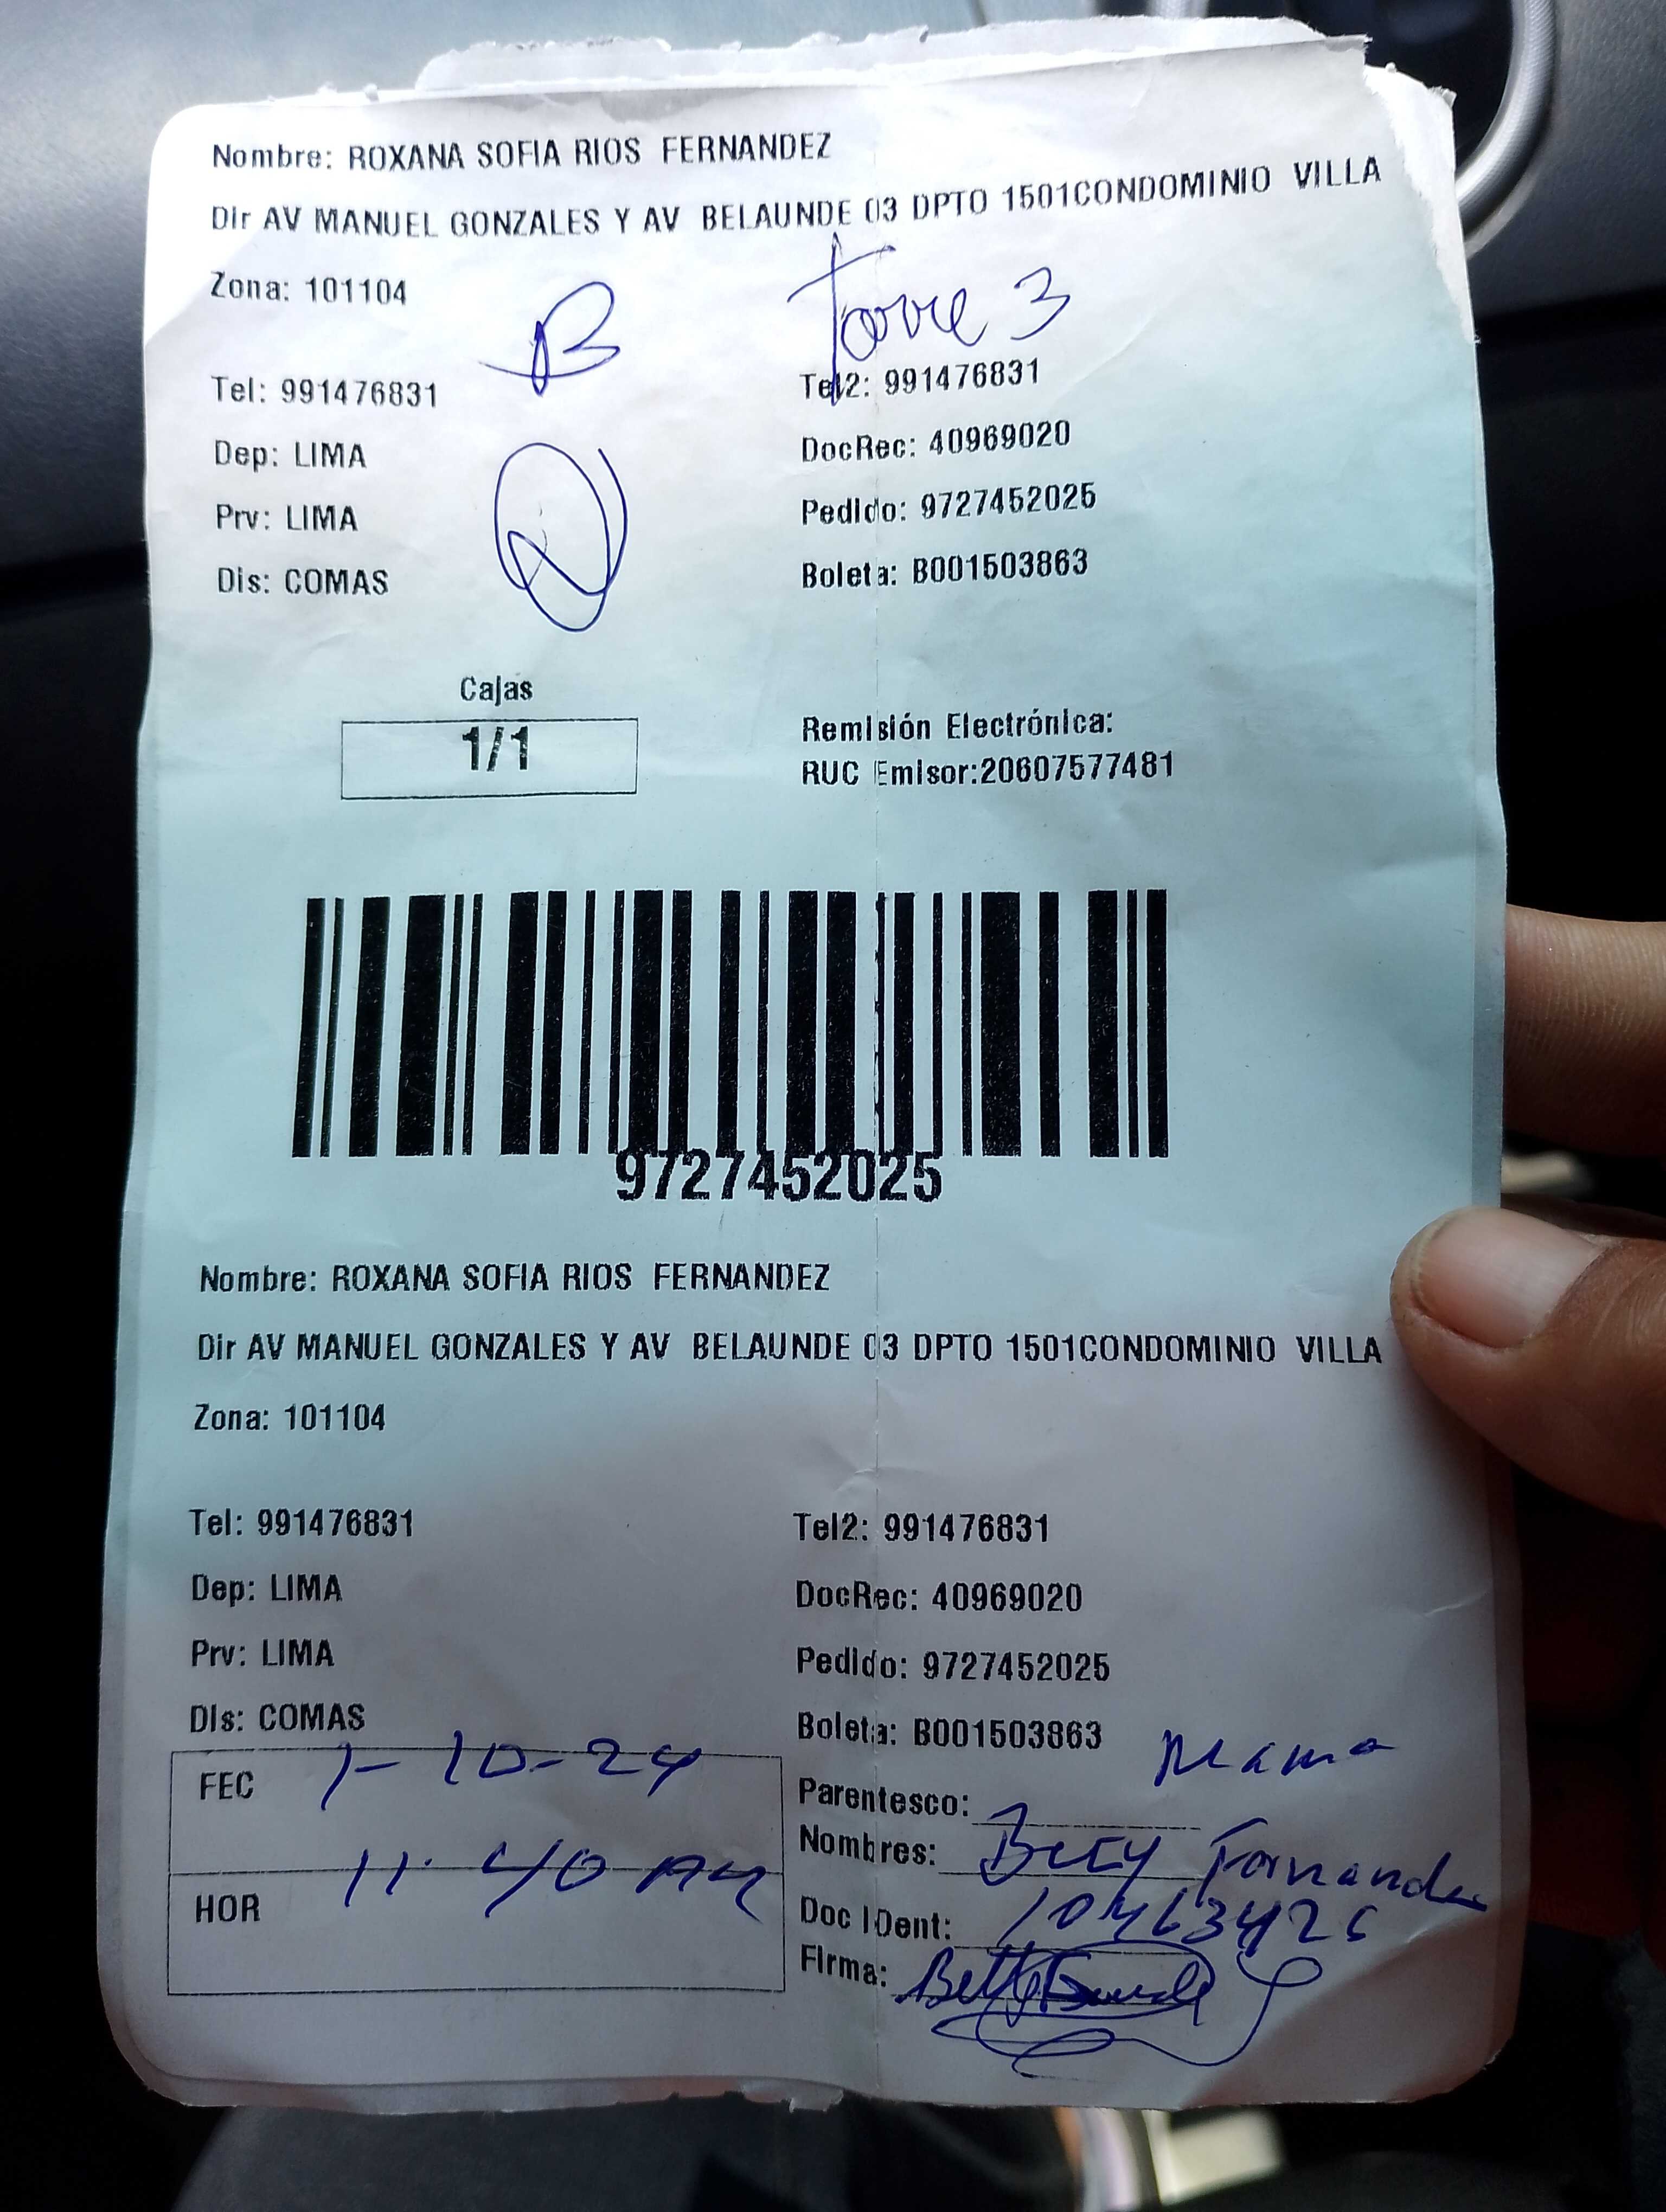 Nombre: ROXANA SOFIA RIOS FERNANDEZ
Dir AV MANUEL GONZALES Y AV BELAUNDE 03 DPTO 1501CONDOMINIO VILLA
Zona: 101104
B Torre 3
Tel: 991476831 Tel2: 991476831
Dep: LIMA DocRec: 40969020
Prv: LIMA Pedido: 9727452025
Dis: COMAS Boleta: B001503863
Cajas
1/1
Remisión Electrónica:
RUC Emisor:20607577481
9727452025
Nombre: ROXANA SOFIA RIOS FERNANDEZ
Dir AV MANUEL GONZALES Y AV BELAUNDE 03 DPTO 1501CONDOMINIO VILLA
Zona: 101104
Tel: 991476831 Tel2: 991476831
Dep: LIMA DocRec: 40969020
Prv: LIMA Pedido: 9727452025
Dis: COMAS Boleta: B001503863
FEC 1-10-24
HOR 11:40 AM
Parentesco: Mama
Nombres: Bety Fernandez
Doc IDent:
Firma: Betty